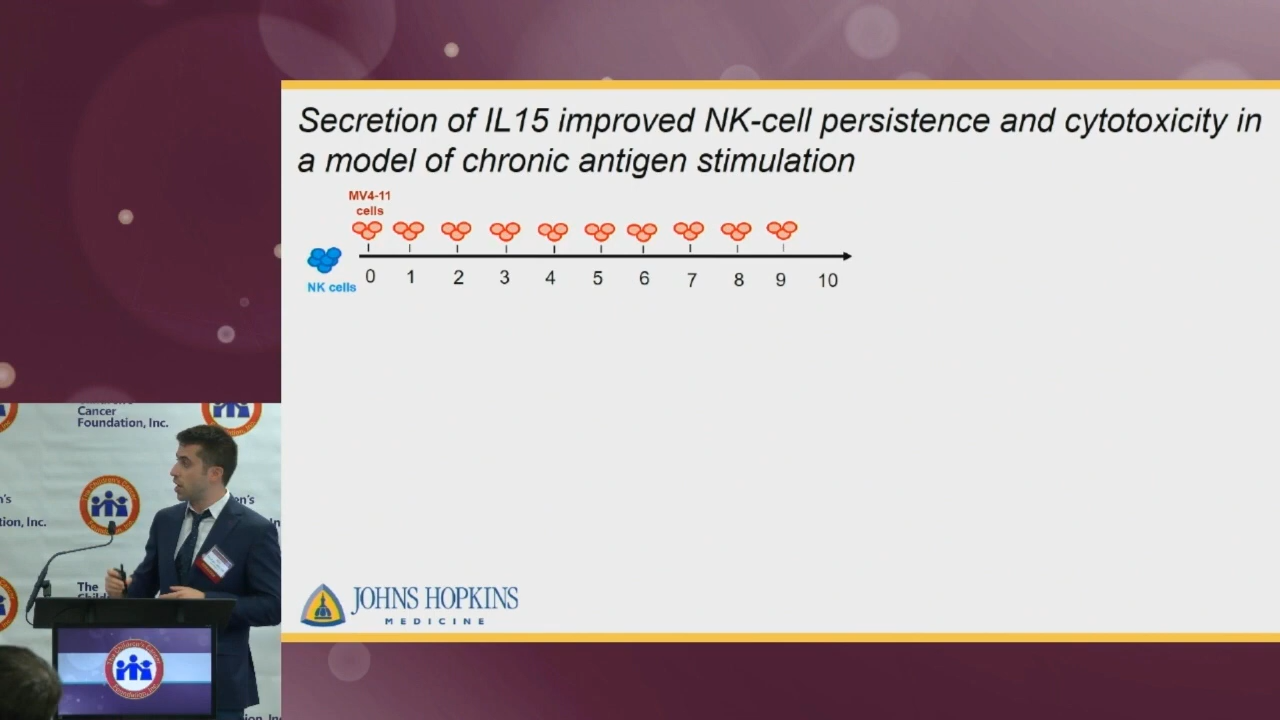 Secretion of IL15 improved NK-cell persistence and cytotoxicity in
a model of chronic antigen stimulation
MV4-11
cells
NK cells
0 1 2 3 4 5 6 7 8 9 10
JOHNS HOPKINS
MEDICINE
Cancer
Foundation, Inc.
The